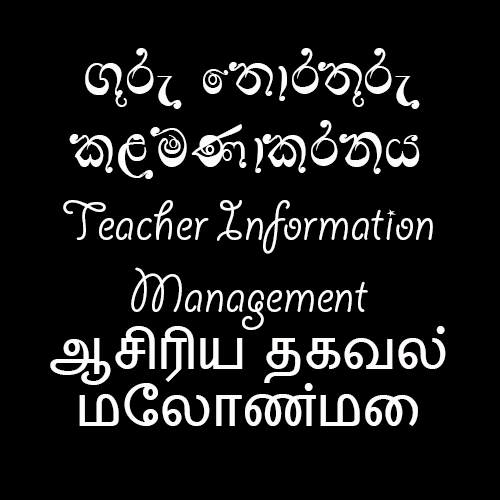 ගුරු තොරතුරු
කළමණාකරනය
Teacher Information
Management
ஆசிரிய தகவல்
மலோண்மை